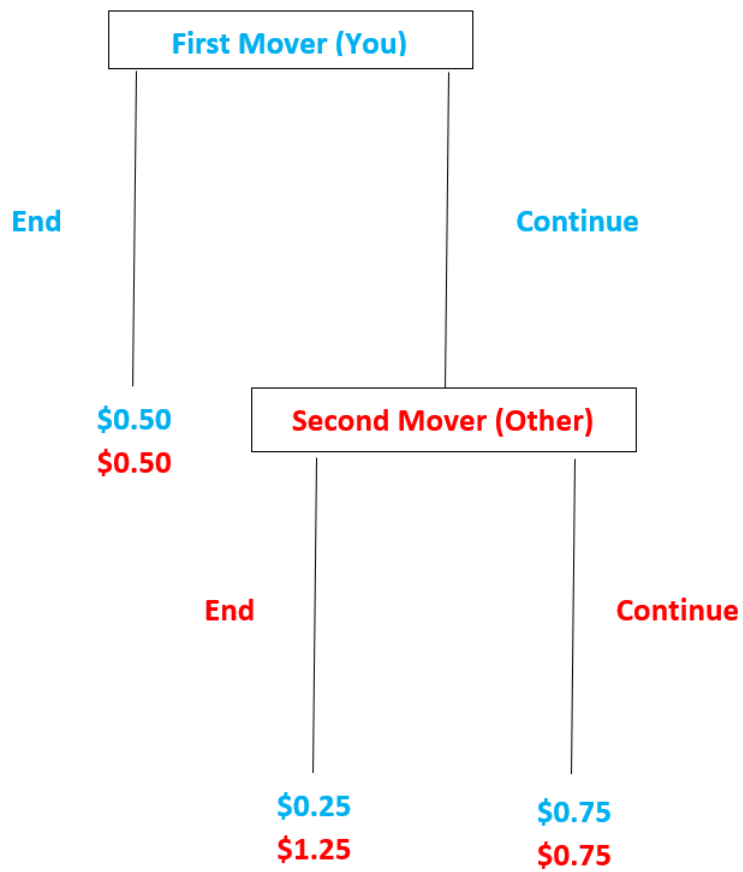 First Mover (You)
End
Continue
$0.50
$0.50
Second Mover (Other)
End
Continue
$0.25
$1.25
$0.75
$0.75